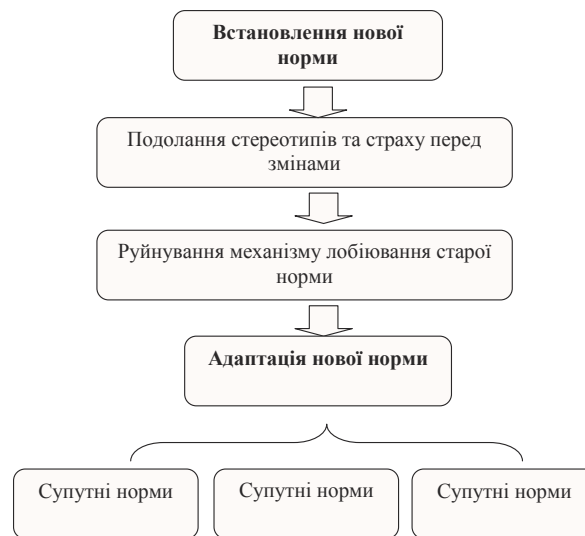 Встановлення нової
норми
Подолання стереотипів та страху перед
змінами
Руйнування механізму лобіювання старої
норми
Адаптація нової норми
Супутні норми
Супутні норми
Супутні норми